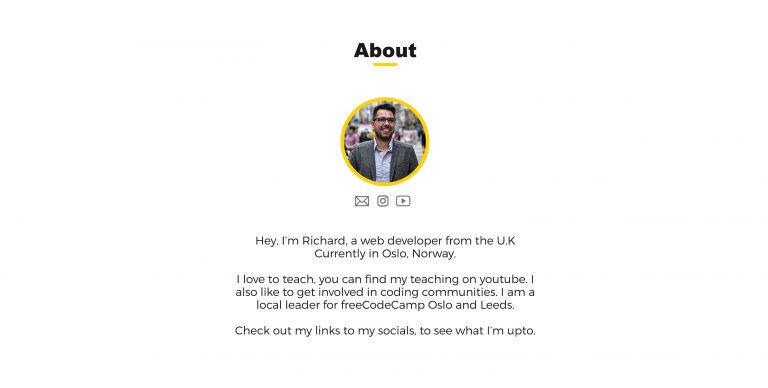 About
Hey, I'm Richard, a web developer from the U.K
Currently in Oslo, Norway.
I love to teach, you can find my teaching on youtube. I
also like to get involved in coding communities. I am a
local leader for freeCodeCamp Oslo and Leeds.
Check out my links to my socials, to see what I'm upto.